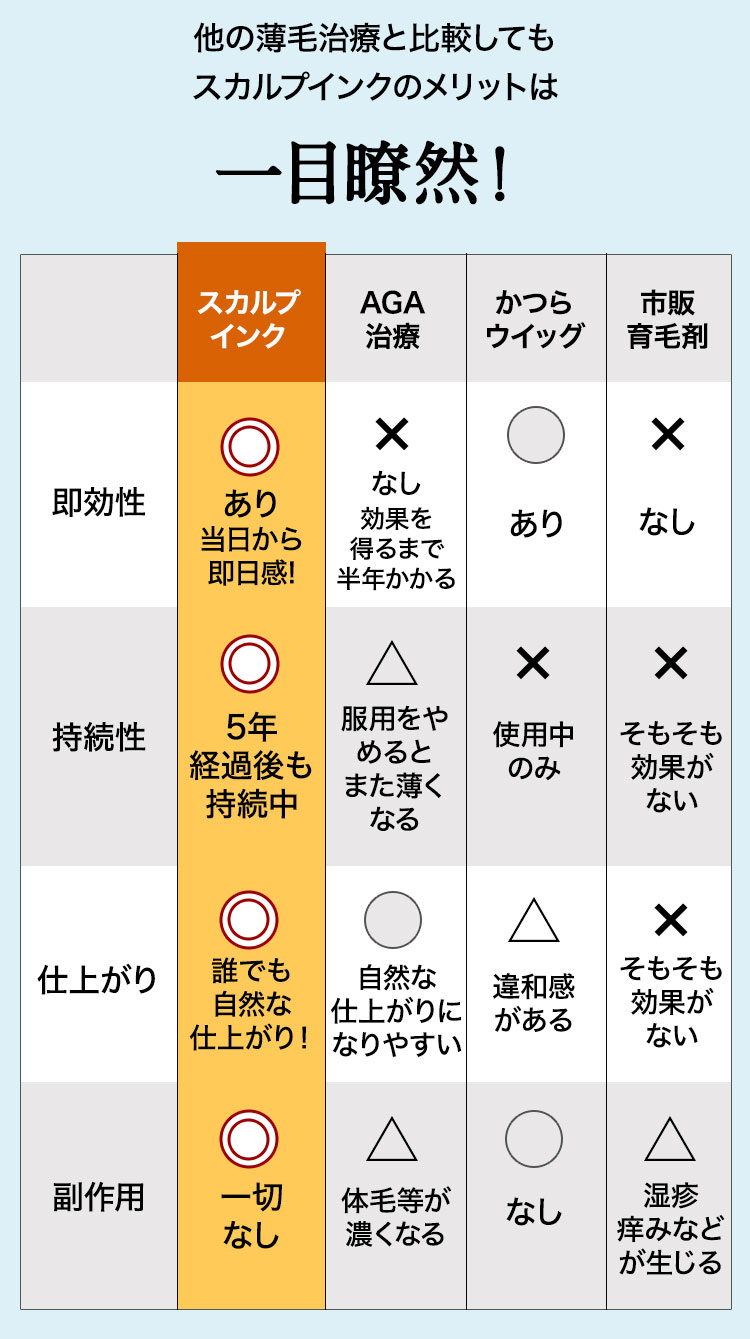 他の薄毛治療と比較しても
スカルプインクのメリットは
一目瞭然！
スカルプ
インク
AGA
治療
かつら
ウイッグ
市販
育毛剤
即効性
あり
当日から
即日感!
なし
効果を
得るまで
半年かかる
あり
なし
持続性
5年
経過後も
持続中
服用をや
めると
また薄く
なる
使用中
のみ
そもそも
効果が
ない
仕上がり
誰でも
自然な
仕上がり！
自然な
仕上がりに
なりやすい
違和感
がある
そもそも
効果が
ない
副作用
一切
なし
体毛等が
濃くなる
なし
湿疹
痒みなど
が生じる